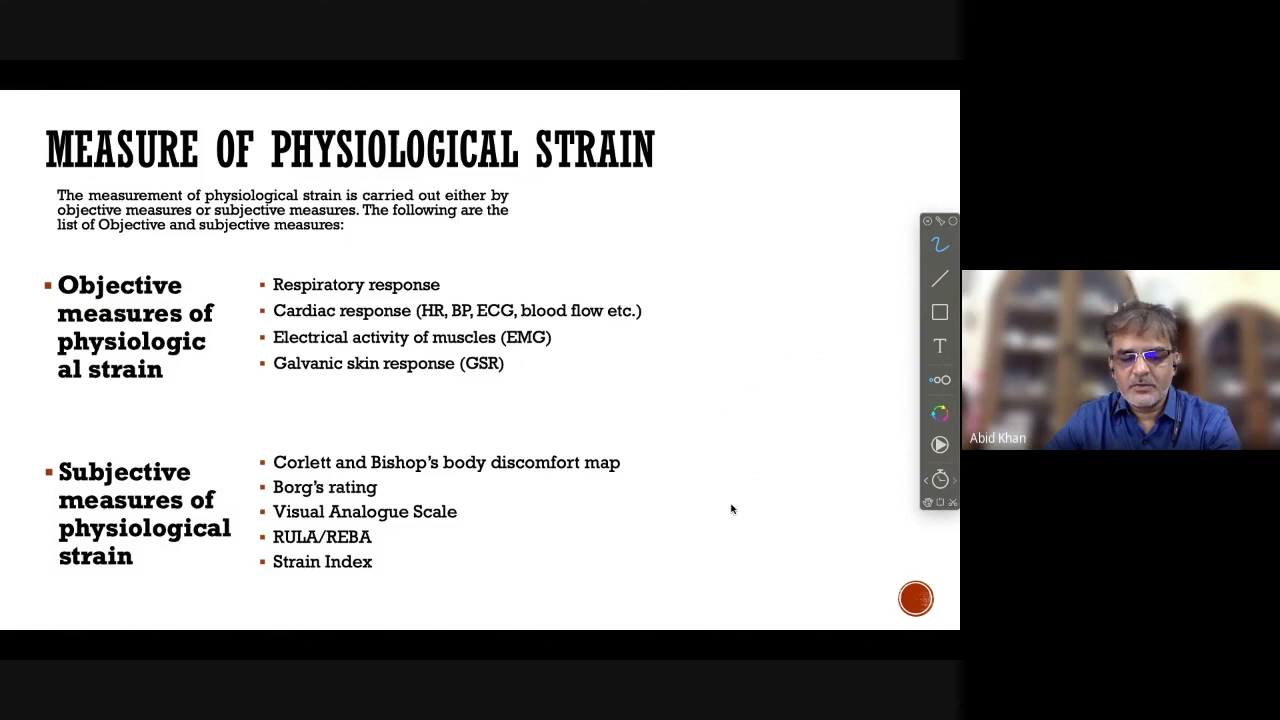 MEASURE OF PHYSIOLOGICAL STRAIN
The measurement of physiological strain is carried out either by
objective measures or subjective measures. The following are the
list of Objective and subjective measures:
Objective
measures of
physiologic
al strain
Respiratory response
Cardiac response (HR, BP, ECG, blood flow etc.)
Electrical activity of muscles (EMG)
Galvanic skin response (GSR)
Subjective
measures of
physiological
strain
Corlett and Bishop's body discomfort map
Borg's rating
Visual Analogue Scale
RULA/REBA
Strain Index
T
Abid Khan